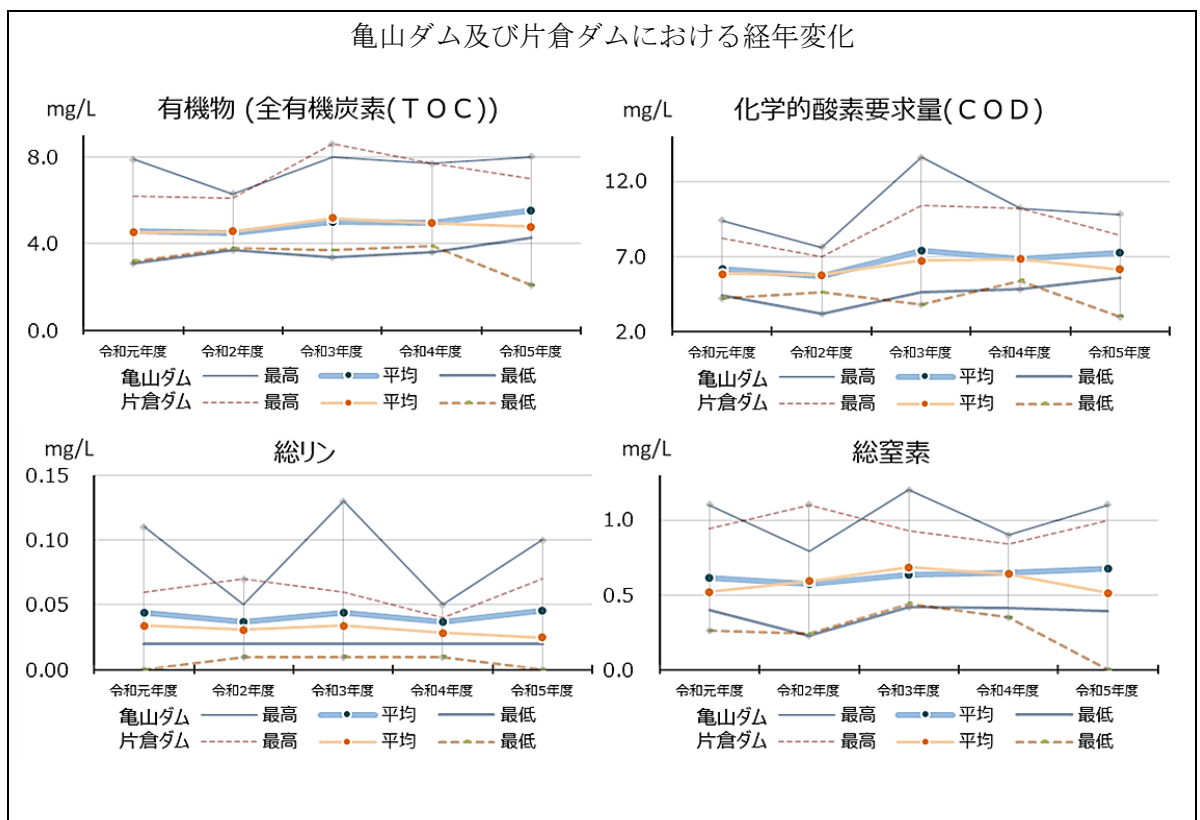 亀山ダム及び片倉ダムにおける経年変化
mg/L 有機物 (全有機炭素(ＴＯＣ))
8.0
4.0
0.0
令和元年度 令和2年度 令和3年度 令和4年度 令和5年度
亀山ダム 最高 平均 最低
片倉ダム 最高 平均 最低
mg/L 化学的酸素要求量(ＣＯＤ)
12.0
7.0
2.0
令和元年度 令和2年度 令和3年度 令和4年度 令和5年度
亀山ダム 最高 平均 最低
片倉ダム 最高 平均 最低
mg/L 総リン
0.15
0.10
0.05
0.00
令和元年度 令和2年度 令和3年度 令和4年度 令和5年度
亀山ダム 最高 平均 最低
片倉ダム 最高 平均 最低
mg/L 総窒素
1.0
0.5
0.0
令和元年度 令和2年度 令和3年度 令和4年度 令和5年度
亀山ダム 最高 平均 最低
片倉ダム 最高 平均 最低